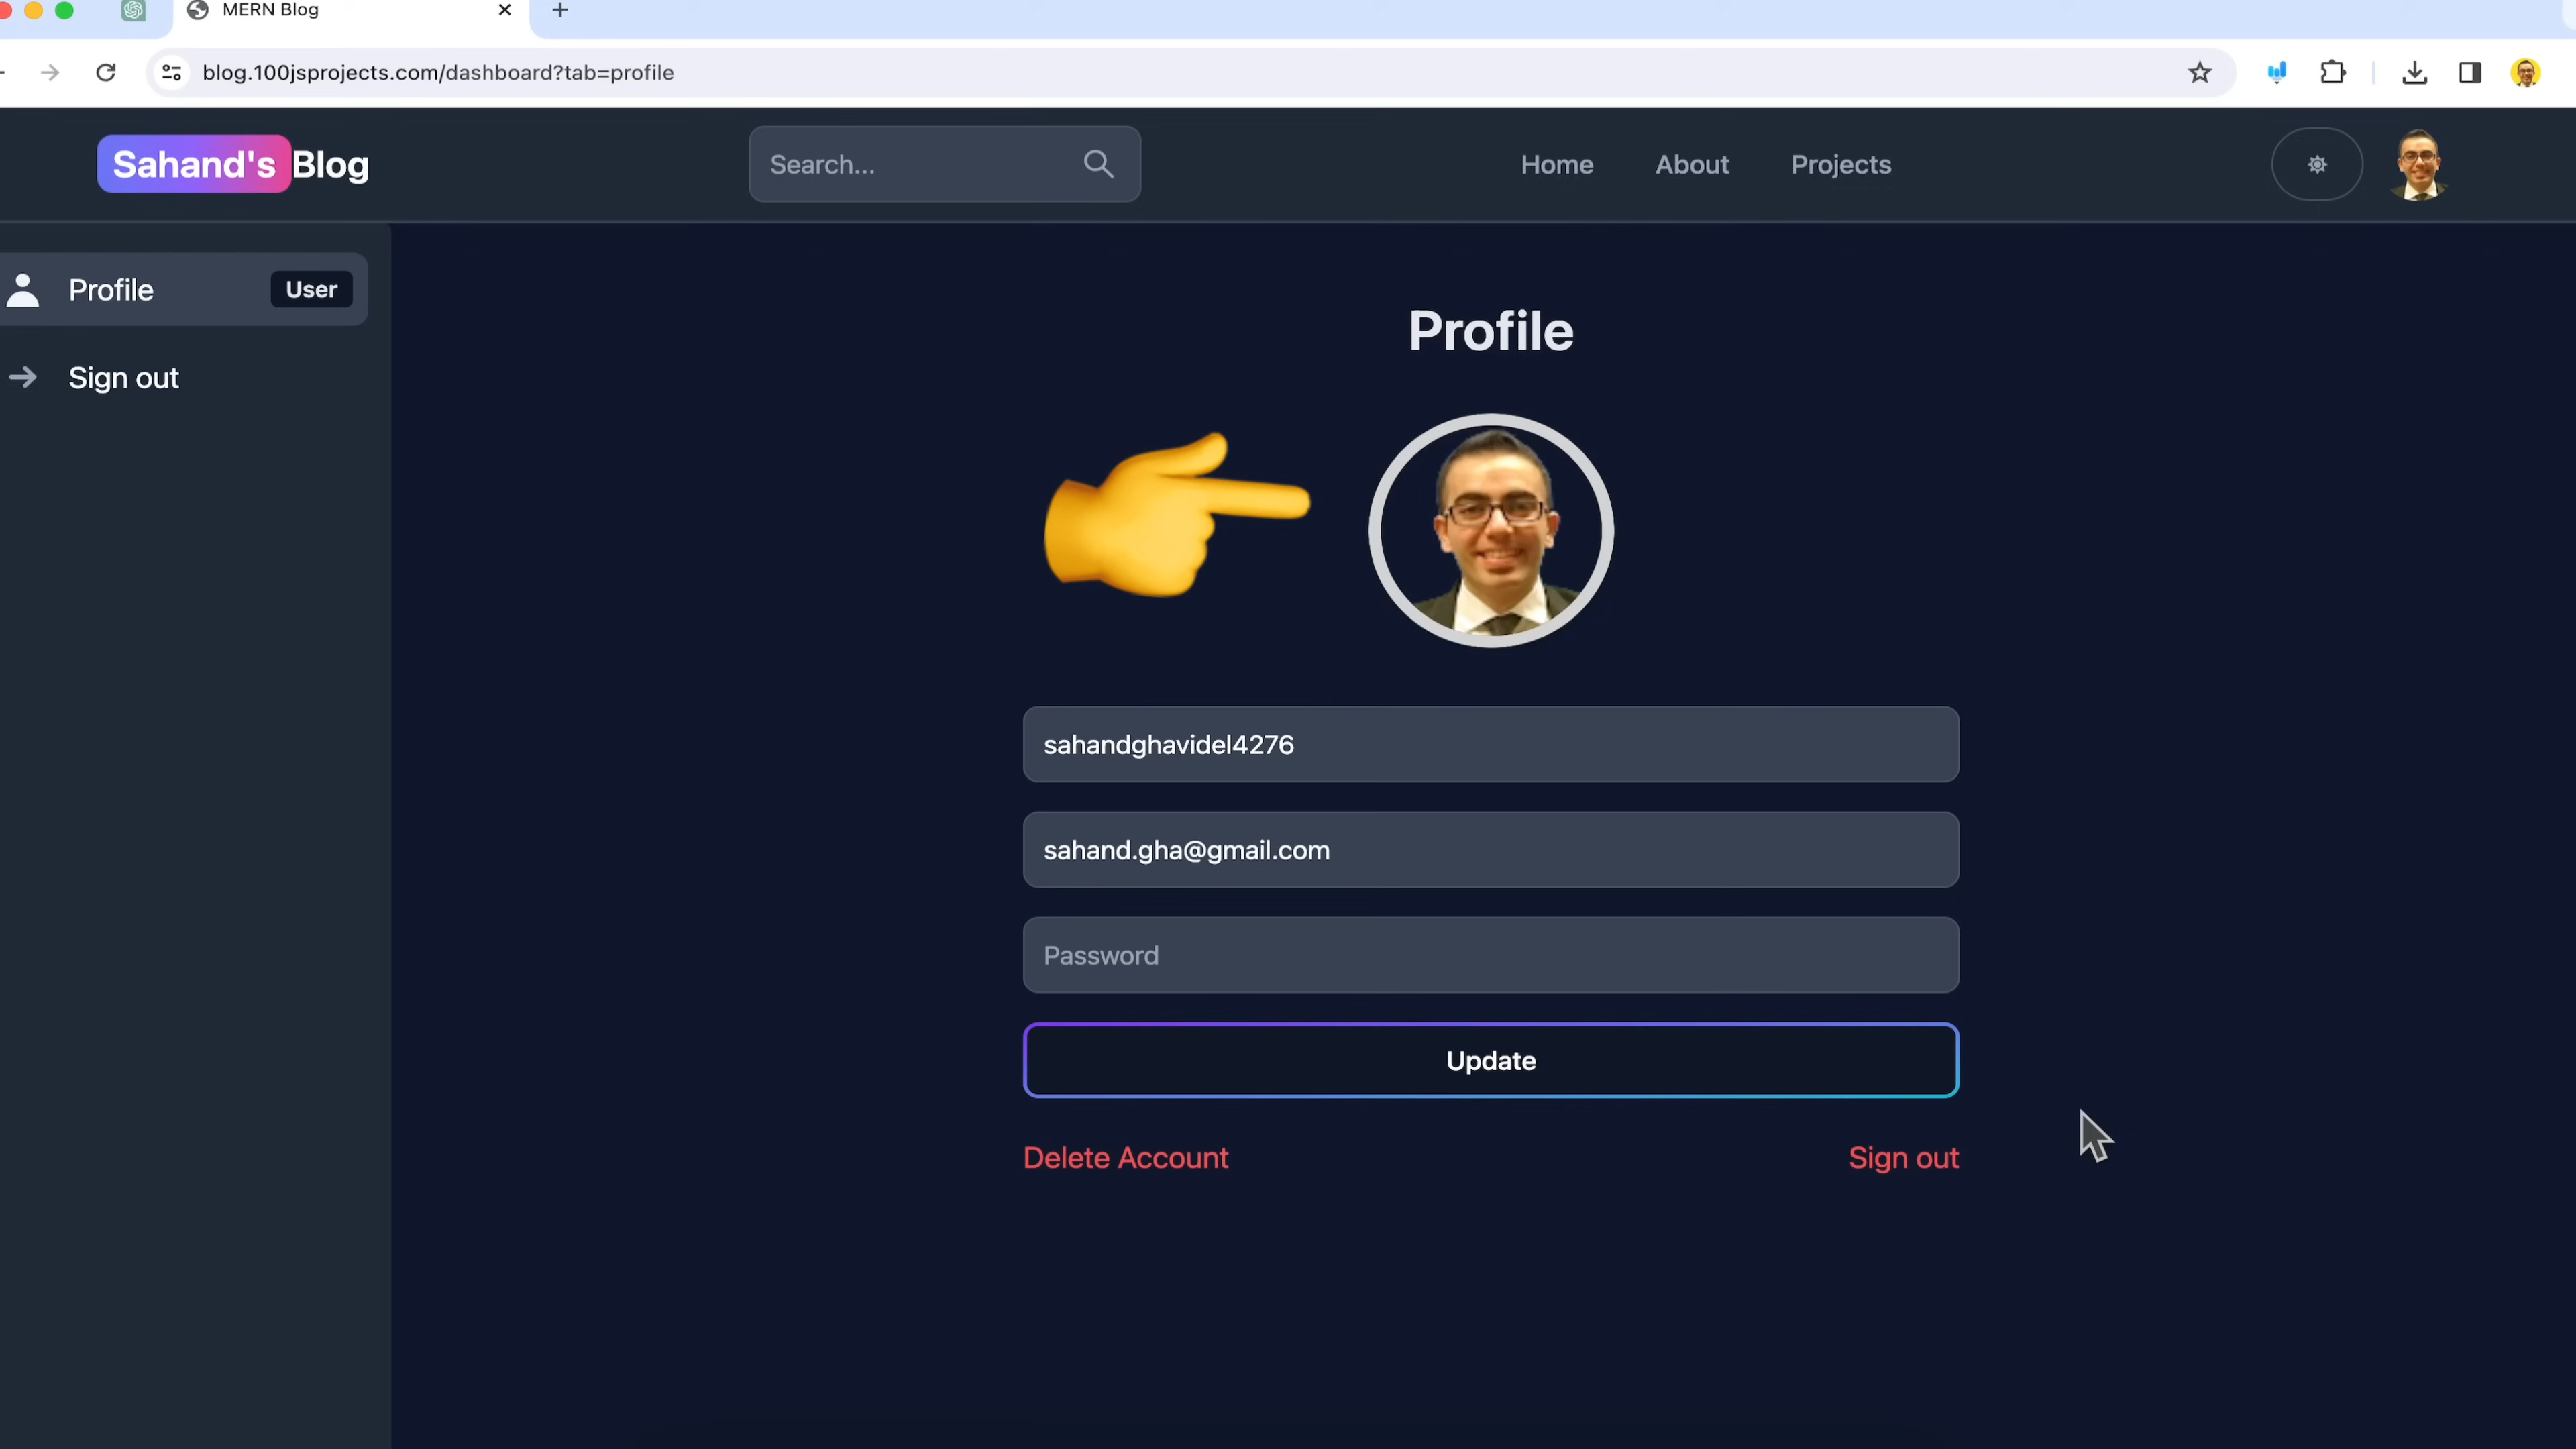 MERN Blog
blog.100jsprojects.com/dashboard?tab=profile
Sahand's Blog
Search...
Home
About
Projects
Profile
User
Sign out
Profile
sahandghavidel4276
sahand.gha@gmail.com
Password
Update
Delete Account
Sign out